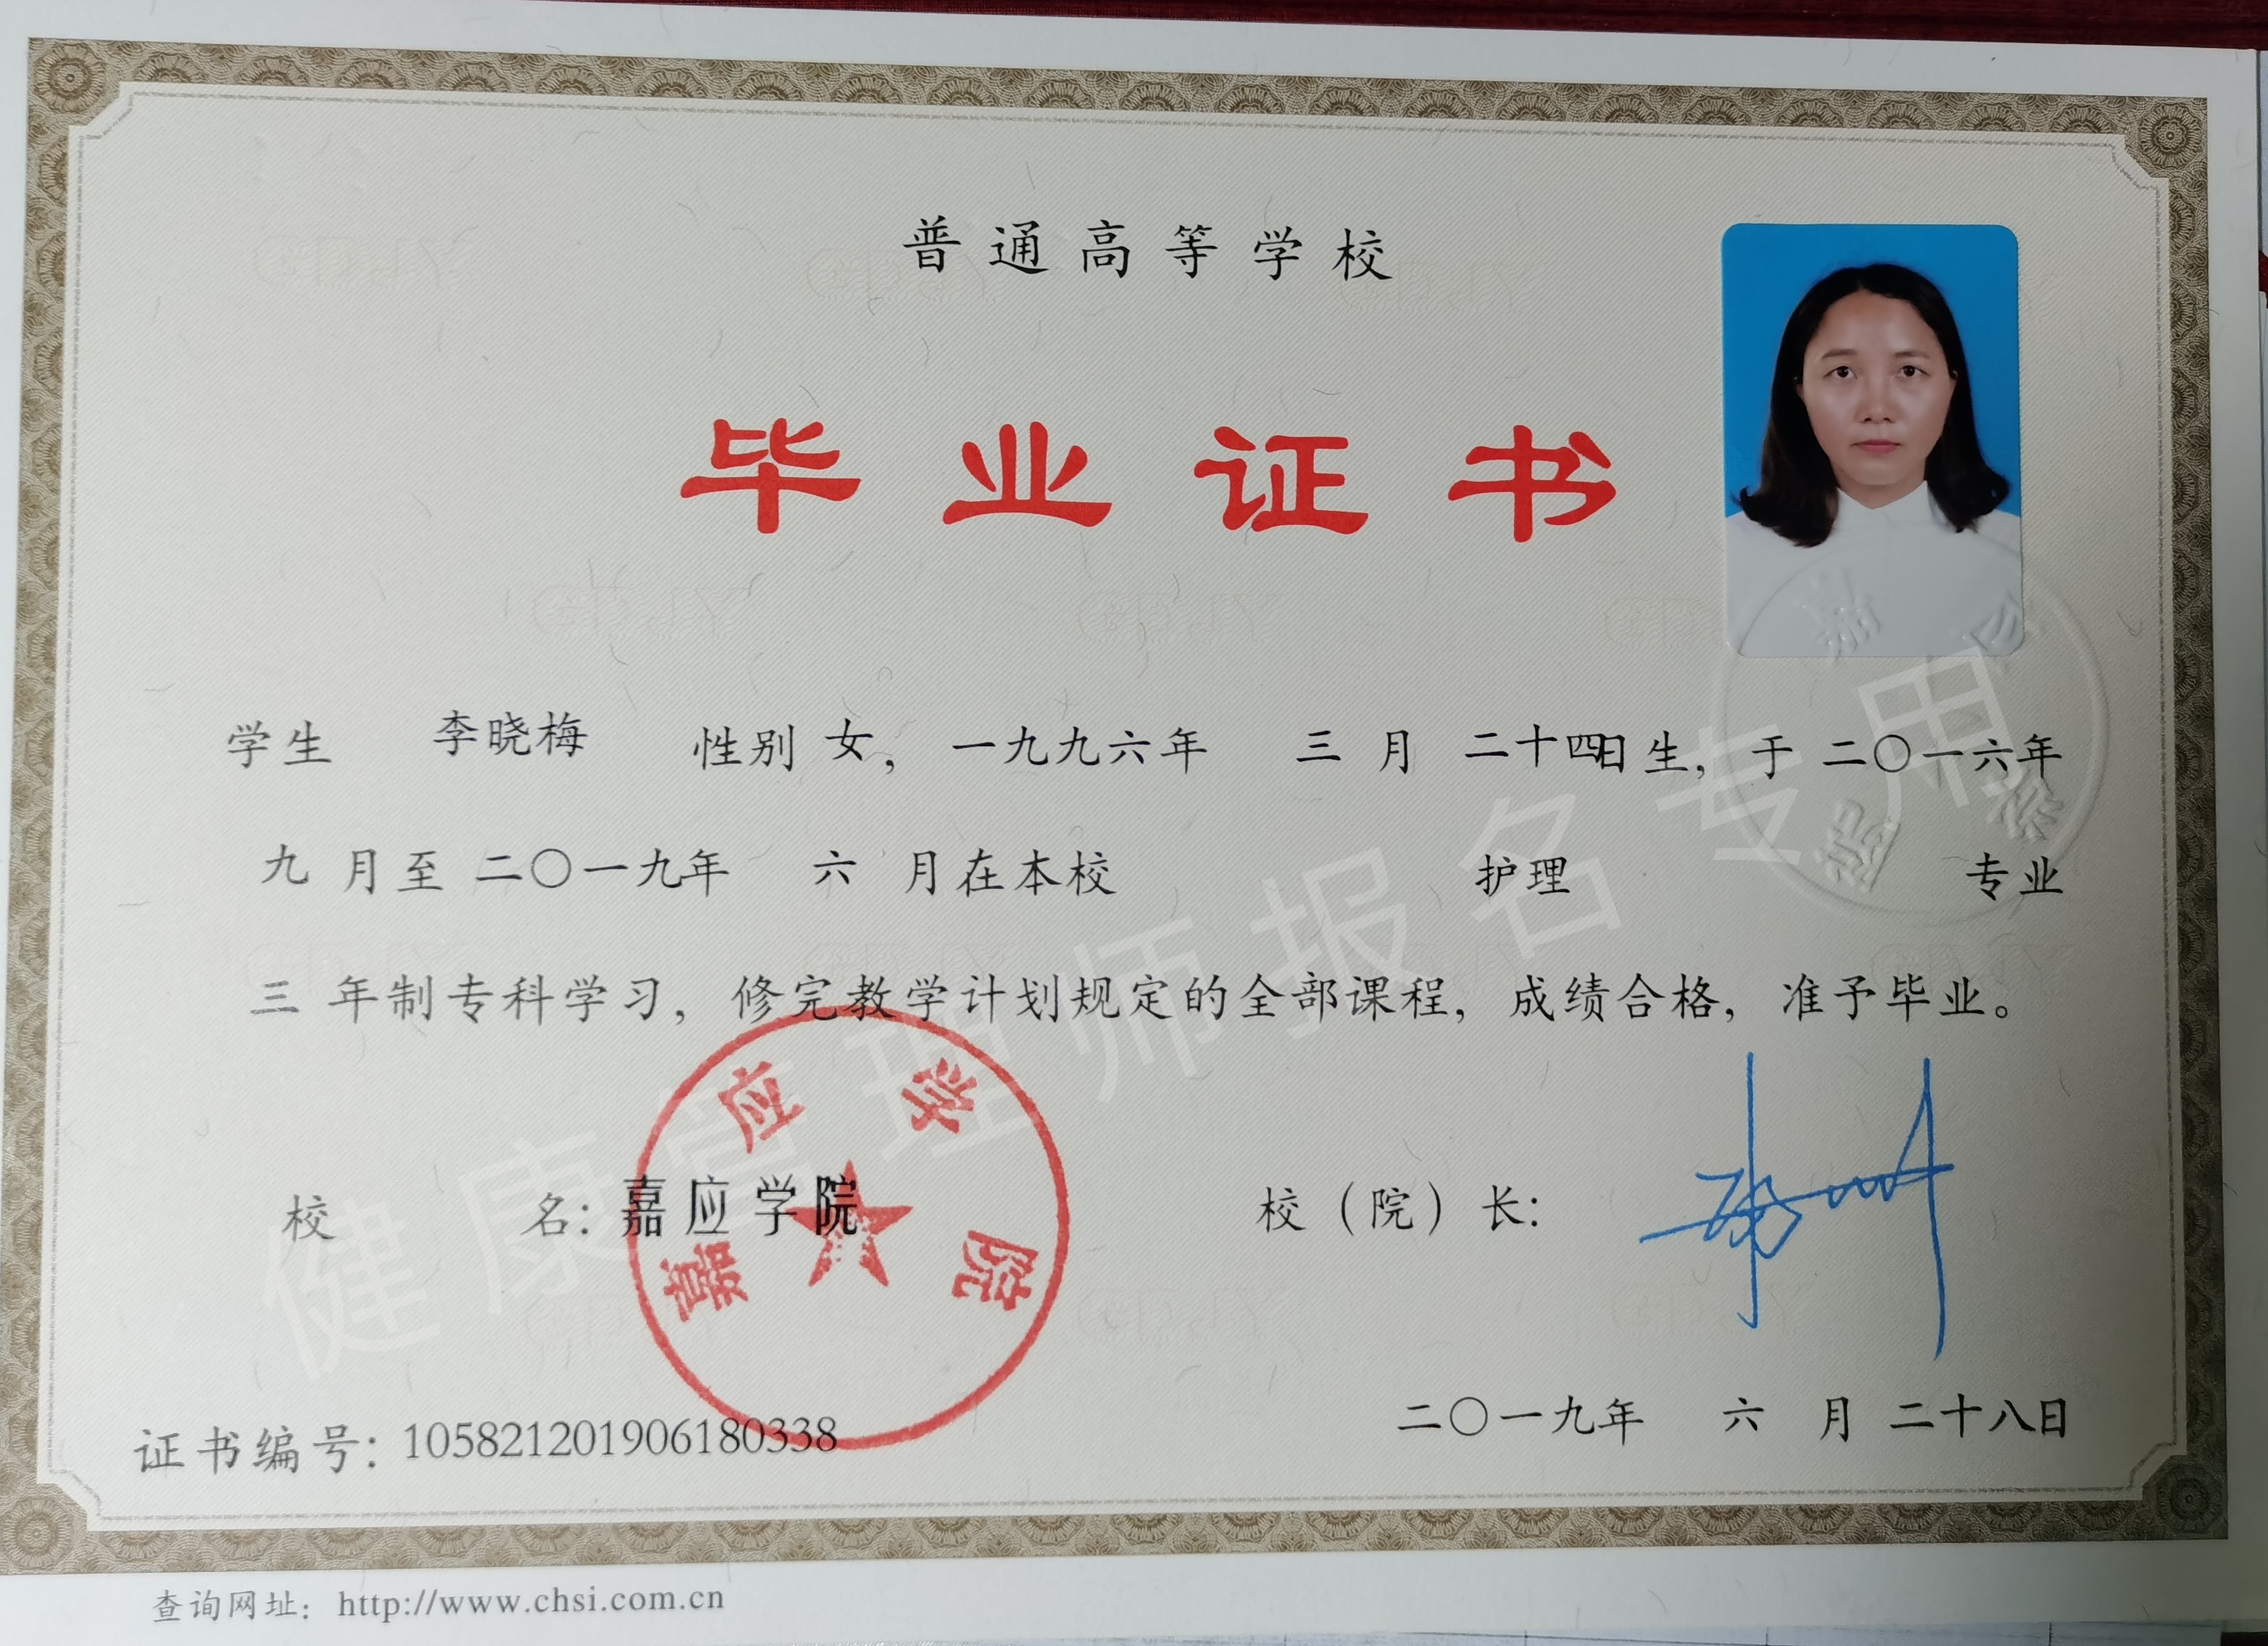 普通高等学校
毕业证书
学生 李晓梅 性别 女， 一九九六年 三 月 二十四日生，于 二〇一六年
九 月至 二〇一九年 六 月在本校 护理 专业
三 年制专科学习，修完教学计划规定的全部课程，成绩合格，准予毕业。
校 名：嘉应学院 校（院）长：
嘉应学院
二〇一九年 六 月 二十八日
证书编号：105821201906180338
查询网址：http://www.chsi.com.cn
健康管理师报名专用